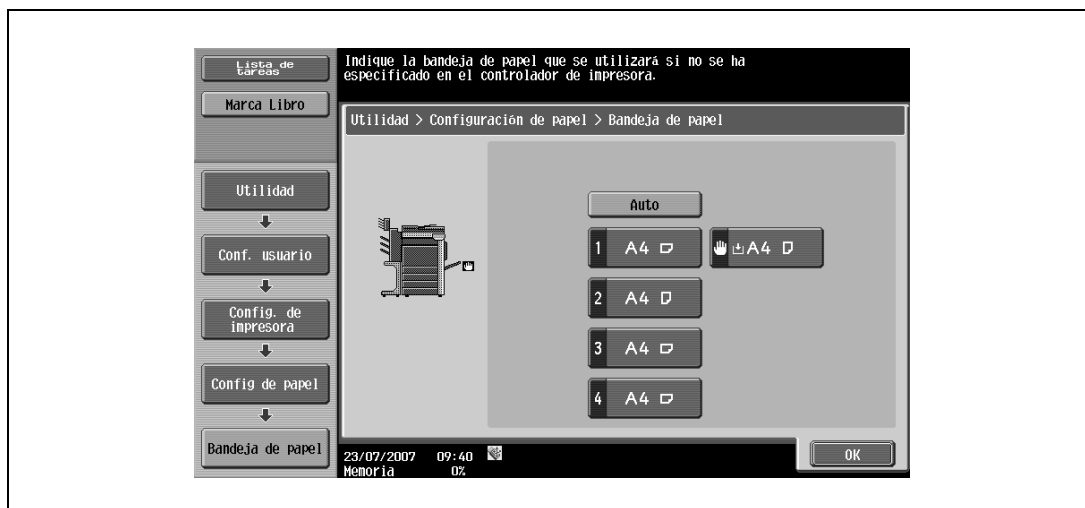 Lista de
tareas
Marca Libro
Utilidad
Conf. usuario
Config. de
impresora
Config de papel
Bandeja de papel
Indique la bandeja de papel que se utilizará si no se ha
especificado en el controlador de impresora.
Utilidad > Configuración de papel > Bandeja de papel
Auto
1 A4
A4
2 A4
3 A4
4 A4
23/07/2007 09:40
Memoria 0%
OK